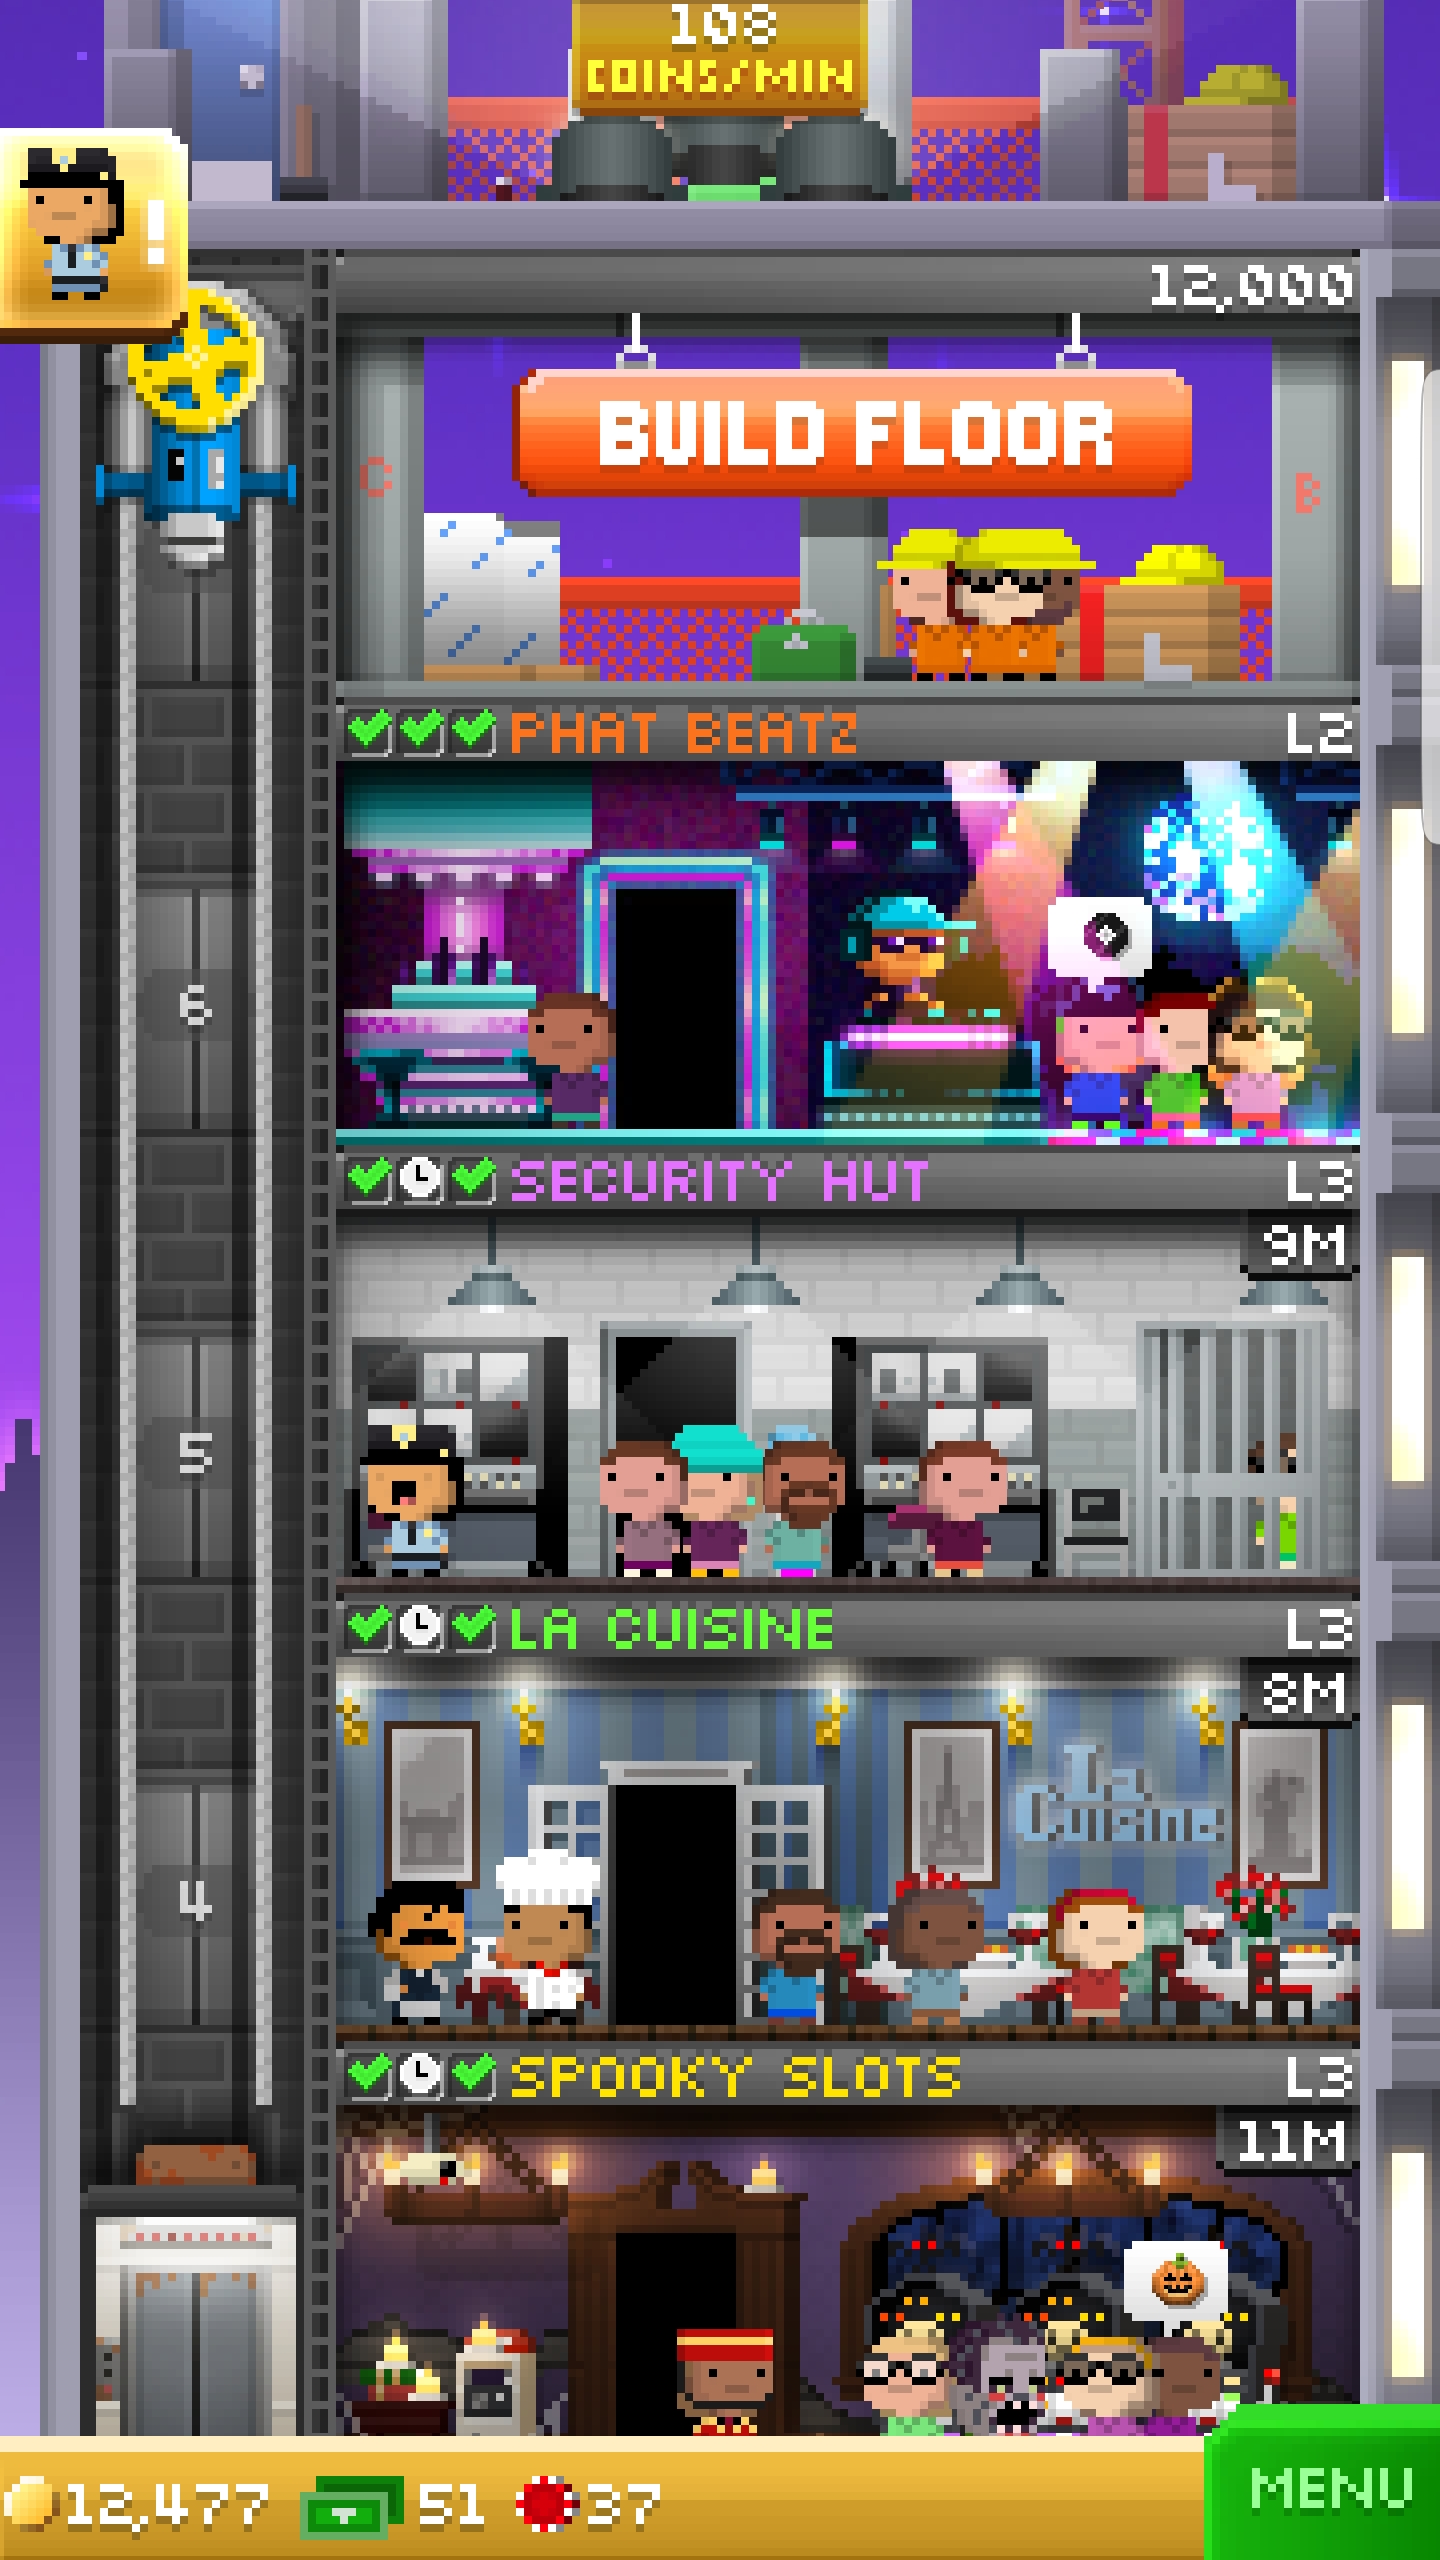 108
COINS/MIN
!
12,000
BUILD FLOOR
C
B
PHAT BEATZ L2
6
SECURITY HUT L3
9M
5
LA CUISINE L3
8M
La
Cuisine
4
SPOOKY SLOTS L3
11M
12,477 51 37
MENU